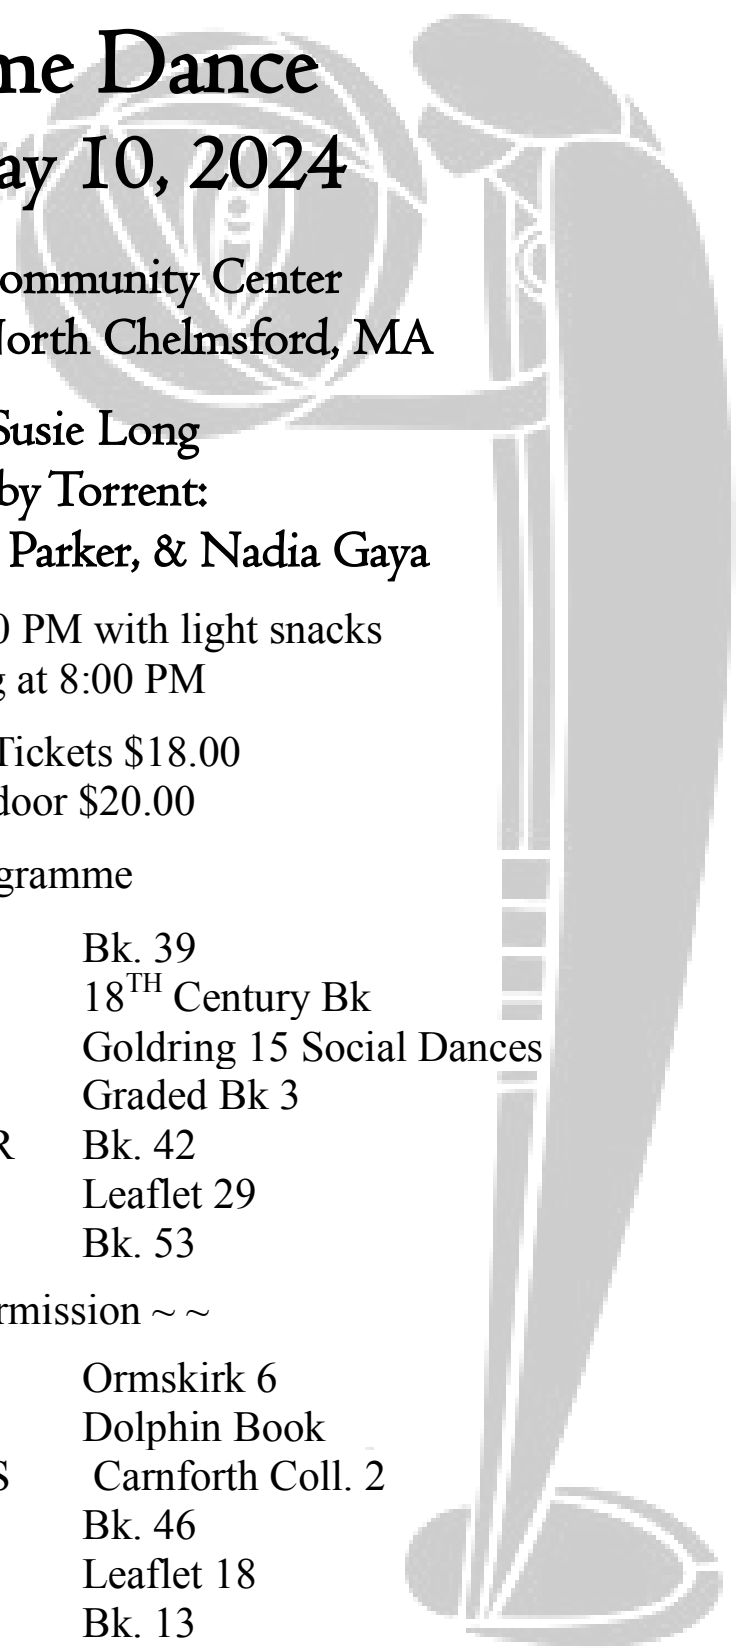 me Dance
ay 10, 2024
ommunity Center
North Chelmsford, MA
Susie Long
by Torrent:
Parker, & Nadia Gaya
0 PM with light snacks
g at 8:00 PM
Tickets $18.00
door $20.00
gramme
Bk. 39
18TH Century Bk
Goldring 15 Social Dances
Graded Bk 3
R Bk. 42
Leaflet 29
Bk. 53
rmission ~ ~
Ormskirk 6
Dolphin Book
S Carnforth Coll. 2
Bk. 46
Leaflet 18
Bk. 13